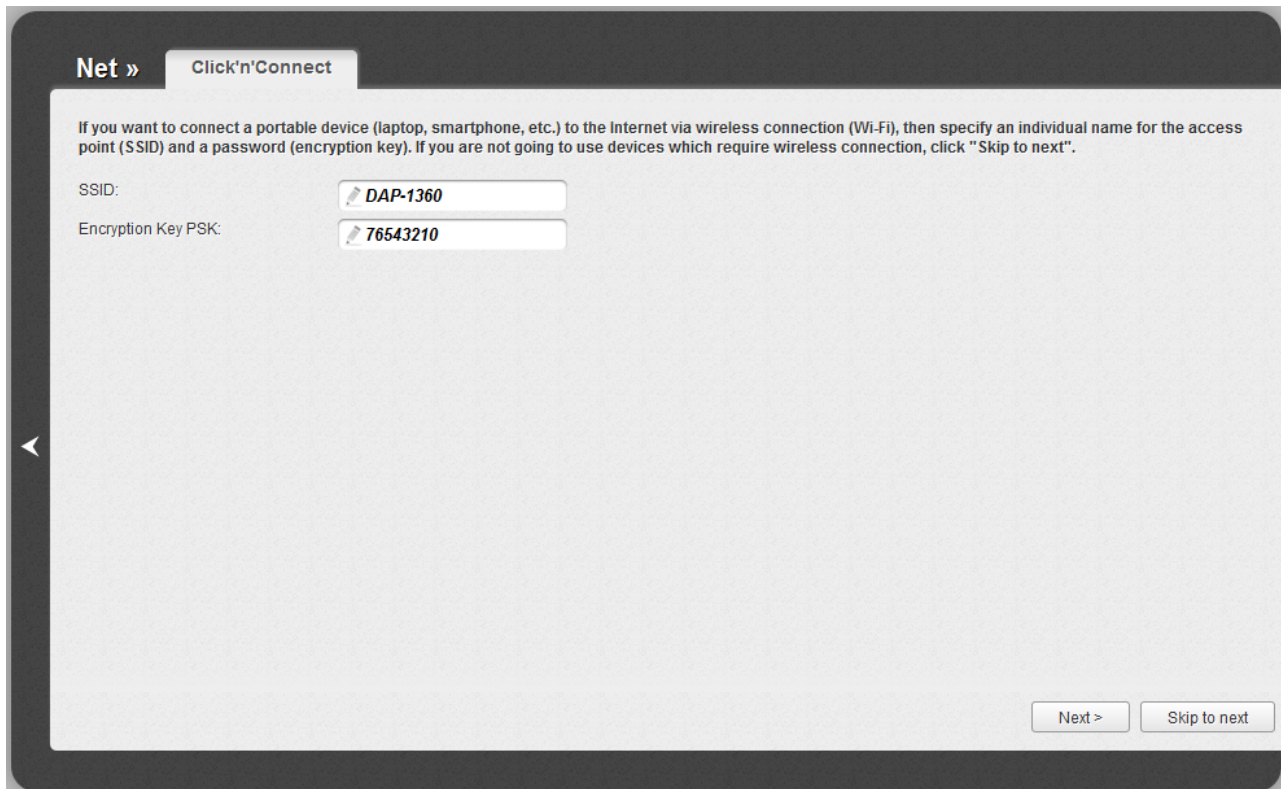 Net » Click'n'Connect
If you want to connect a portable device (laptop, smartphone, etc.) to the Internet via wireless connection (Wi-Fi), then specify an individual name for the access
point (SSID) and a password (encryption key). If you are not going to use devices which require wireless connection, click "Skip to next".
SSID: DAP-1360
Encryption Key PSK: 76543210
Next > Skip to next